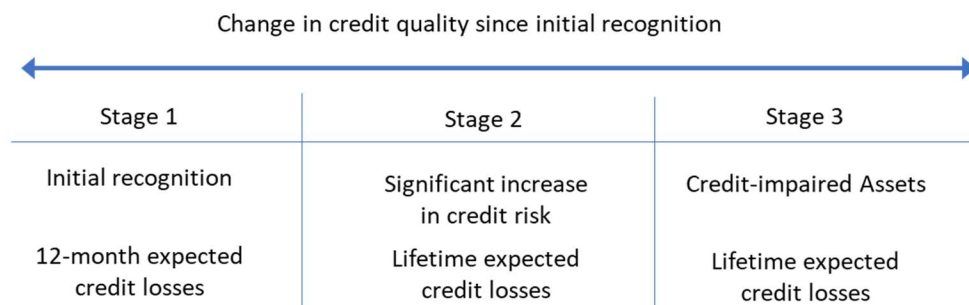 Change in credit quality since initial recognition
Stage 1
Stage 2
Stage 3
Initial recognition
Significant increase
in credit risk
Credit-impaired Assets
12-month expected
credit losses
Lifetime expected
credit losses
Lifetime expected
credit losses